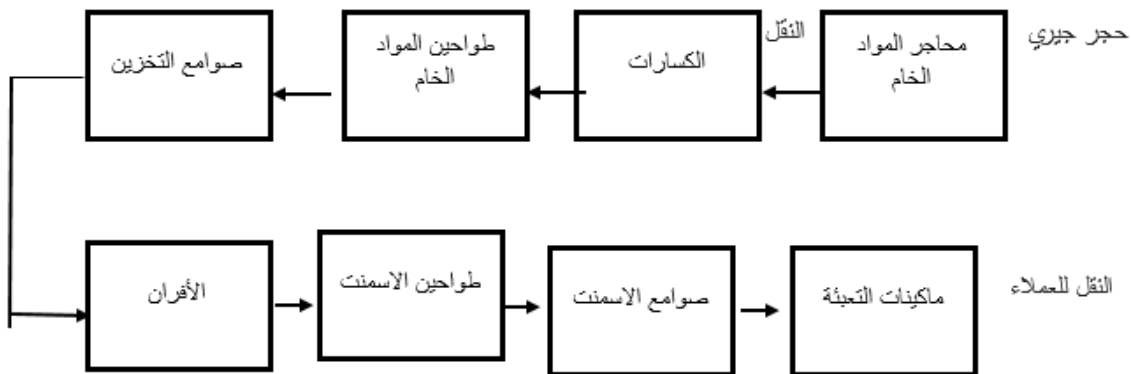 حجر جيري
محاجر المواد
الخام
النقل
الكسارات
طواحين المواد
الخام
صوامع التخزين
الأفران
طواحين الاسمنت
صوامع الاسمنت
ماكينات التعبئة
النقل للعملاء